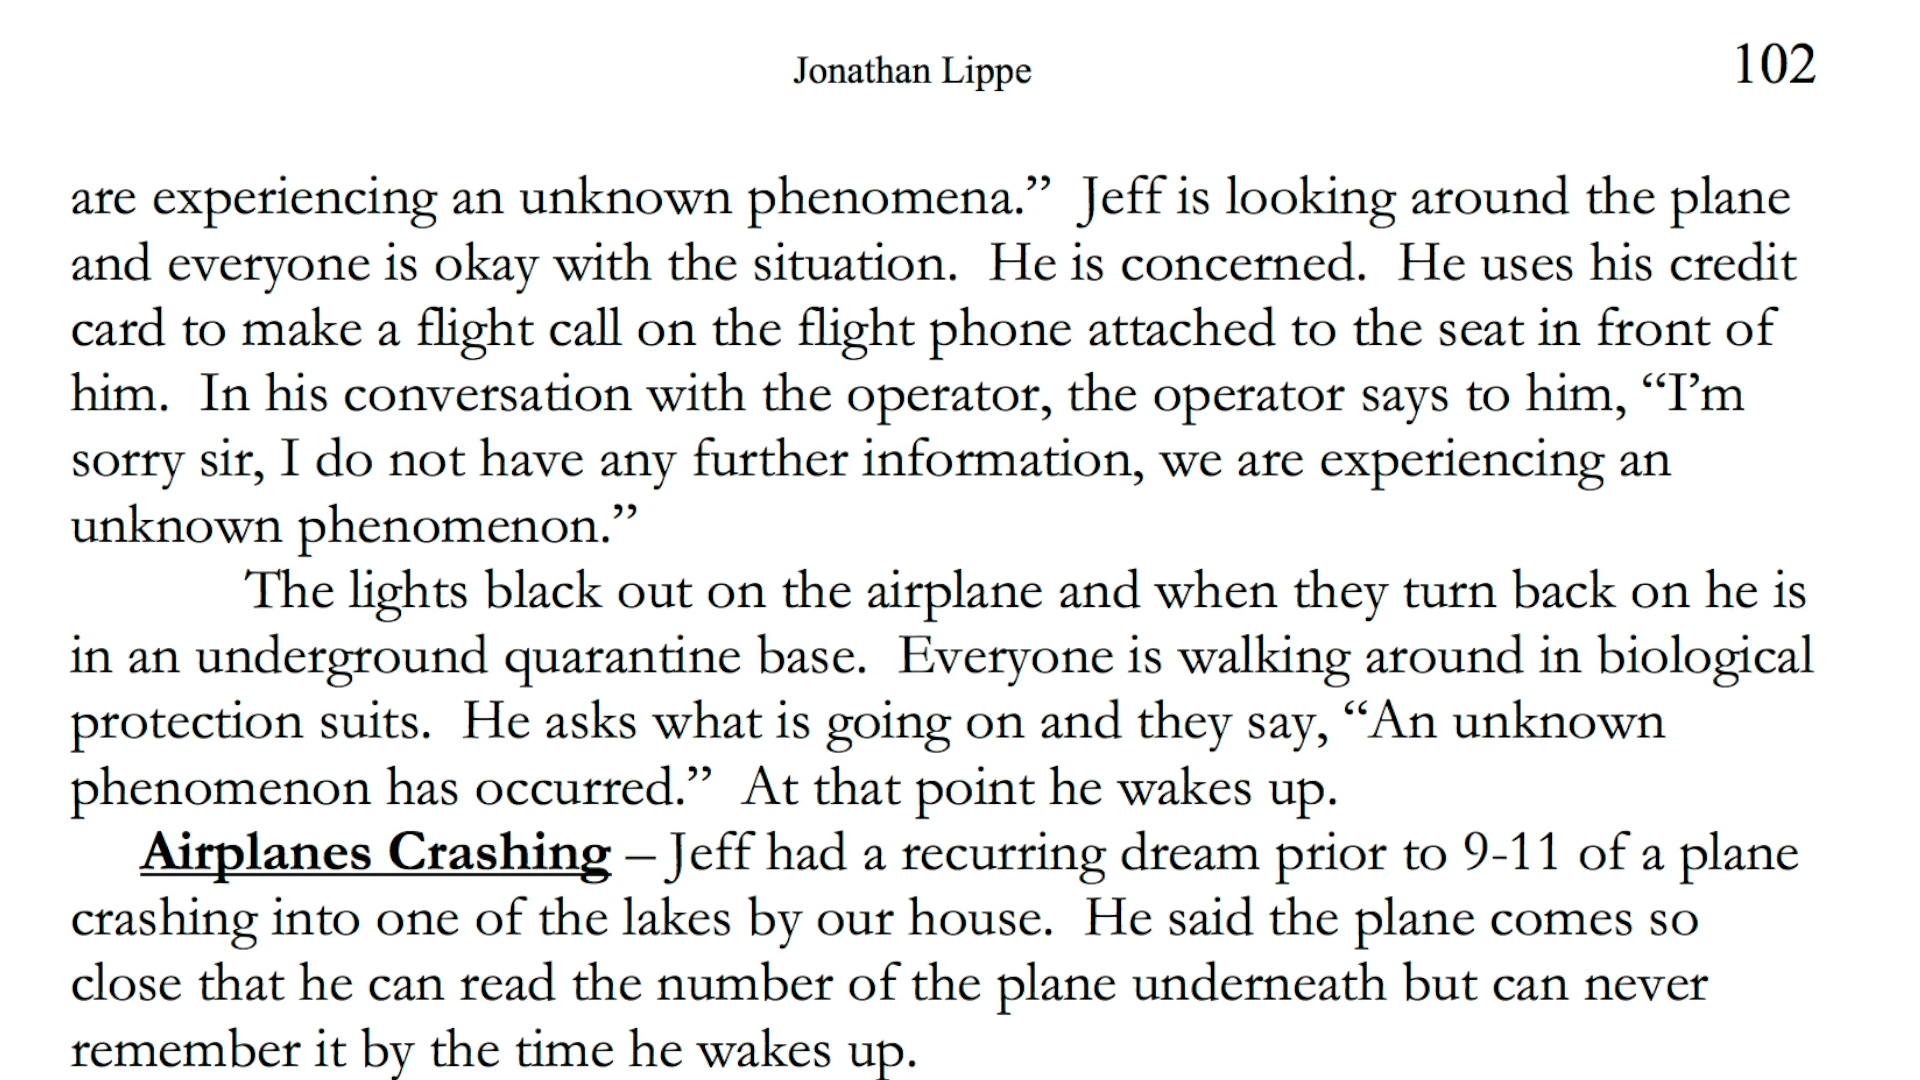 Jonathan Lippe
102
are experiencing an unknown phenomena.”  Jeff is looking around the plane
and everyone is okay with the situation.  He is concerned.  He uses his credit
card to make a flight call on the flight phone attached to the seat in front of
him.  In his conversation with the operator, the operator says to him, “I’m
sorry sir, I do not have any further information, we are experiencing an
unknown phenomenon.”
The lights black out on the airplane and when they turn back on he is
in an underground quarantine base.  Everyone is walking around in biological
protection suits.  He asks what is going on and they say, “An unknown
phenomenon has occurred.”  At that point he wakes up.
Airplanes Crashing – Jeff had a recurring dream prior to 9-11 of a plane
crashing into one of the lakes by our house.  He said the plane comes so
close that he can read the number of the plane underneath but can never
remember it by the time he wakes up.